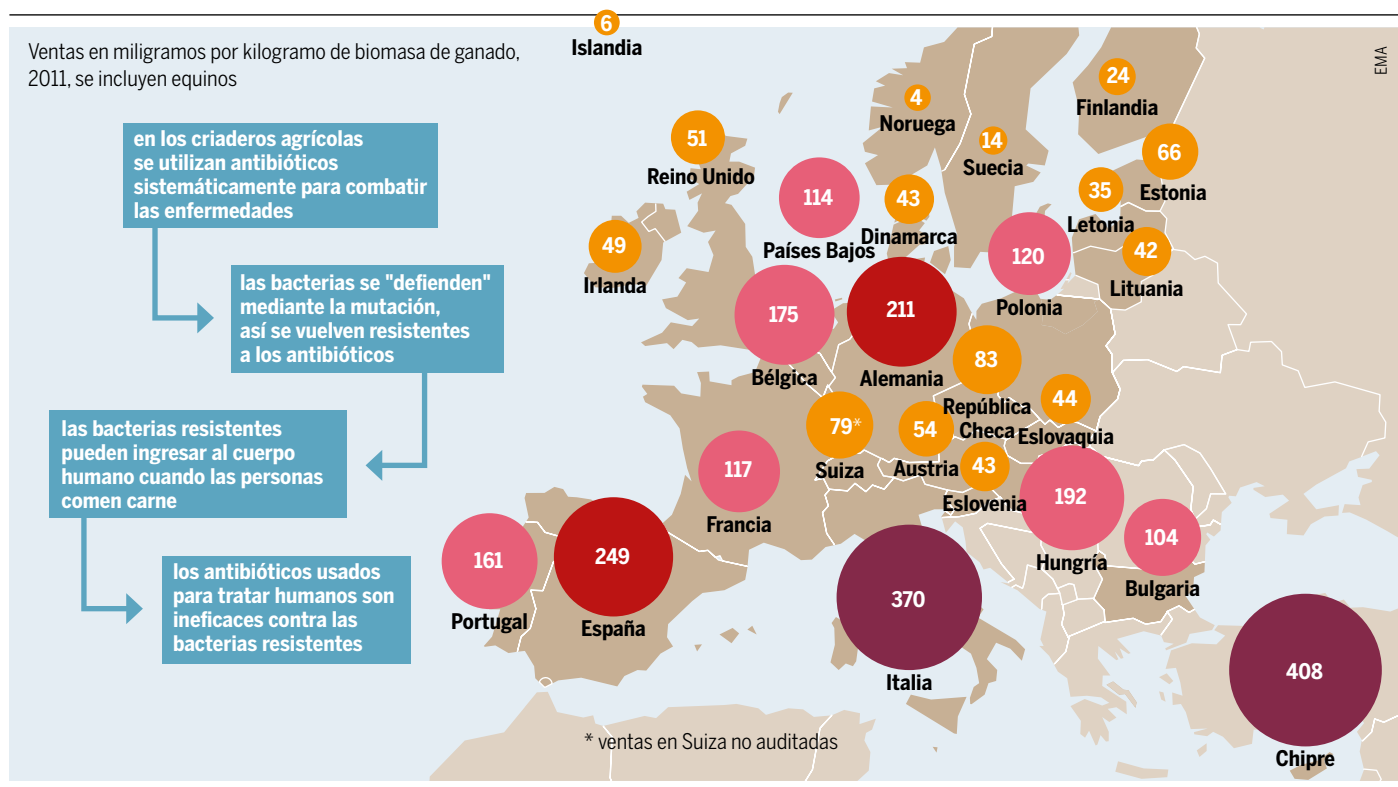 Ventas en miligramos por kilogramo de biomasa de ganado,
2011, se incluyen equinos
EMA
en los criaderos agrícolas
se utilizan antibióticos
sistemáticamente para combatir
las enfermedades
las bacterias se "defienden"
mediante la mutación,
así se vuelven resistentes
a los antibióticos
las bacterias resistentes
pueden ingresar al cuerpo
humano cuando las personas
comen carne
los antibióticos usados
para tratar humanos son
ineficaces contra las
bacterias resistentes
6
Islandia
4
Noruega
24
Finlandia
14
Suecia
51
Reino Unido
66
Estonia
114
Países Bajos
43
Dinamarca
35
Letonia
49
Irlanda
120
Polonia
42
Lituania
175
Bélgica
211
Alemania
83
República
Checa
44
Eslovaquia
79*
Suiza
54
Austria
43
Eslovenia
117
Francia
192
Hungría
104
Bulgaria
161
Portugal
249
España
370
Italia
408
Chipre
* ventas en Suiza no auditadas